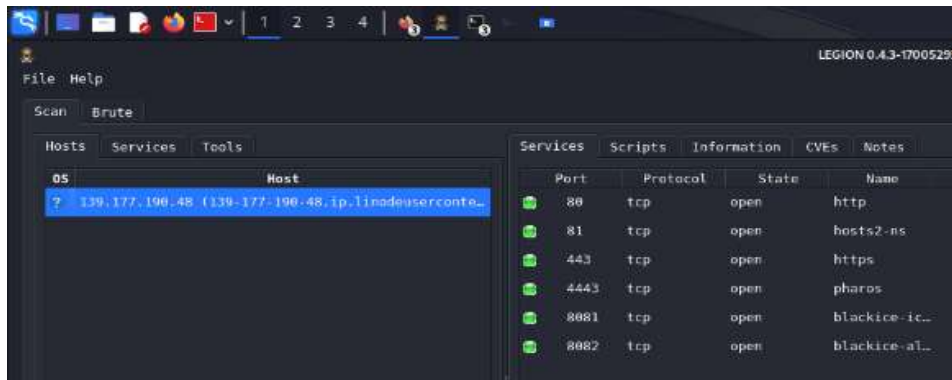 1 2 3 4 3 3
LEGION 0.4.3-1700529
File Help
Scan Brute
Hosts Services Tools
Services Scripts Information CVEs Notes
OS Host
Port Protocol State Name
? 139.177.190.48 (139-177-190-48.ip.linodeuserconte…
80 tcp open http
81 tcp open hosts2-ns
443 tcp open https
4443 tcp open pharos
8081 tcp open blackice-ic…
8082 tcp open blackice-al…